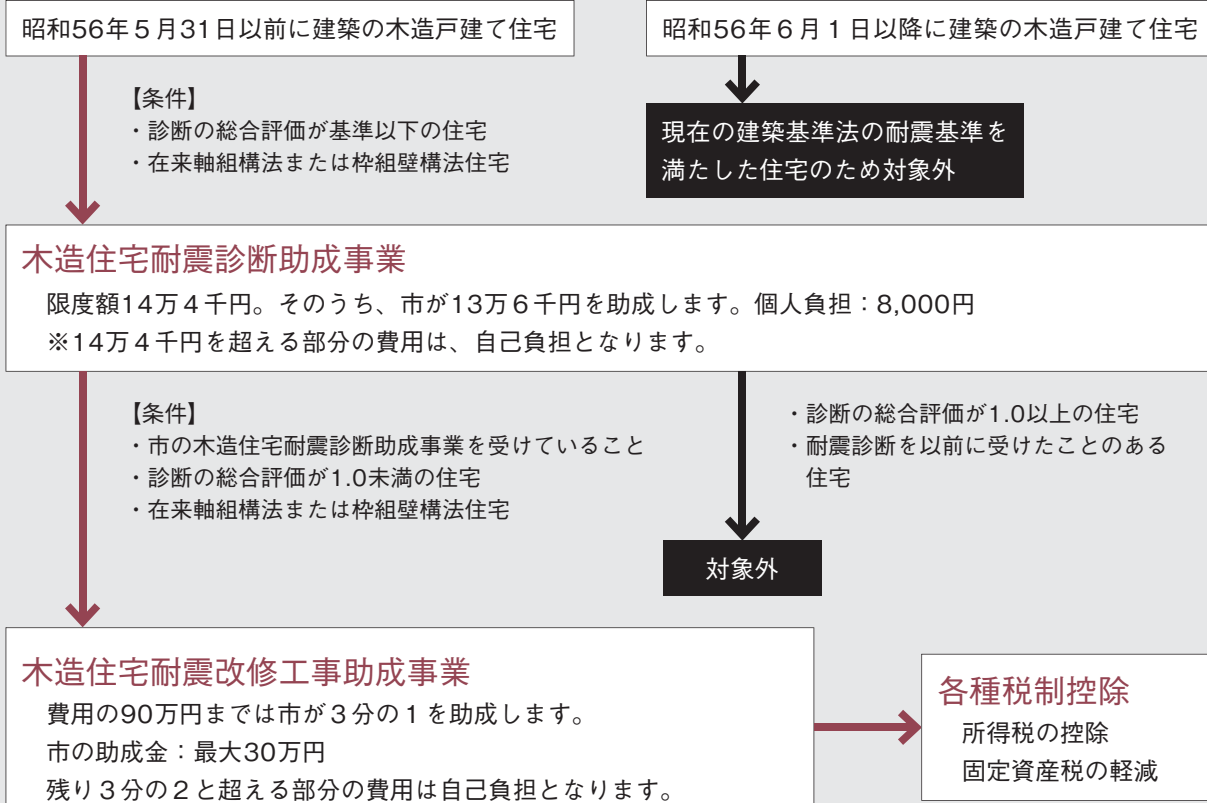 昭和56年5月31日以前に建築の木造戸建て住宅
昭和56年6月1日以降に建築の木造戸建て住宅
【条件】
・診断の総合評価が基準以下の住宅
・在来軸組構法または枠組壁構法住宅
現在の建築基準法の耐震基準を
満たした住宅のため対象外
木造住宅耐震診断助成事業
限度額14万4千円。そのうち、市が13万6千円を助成します。個人負担：8,000円
※14万4千円を超える部分の費用は、自己負担となります。
【条件】
・市の木造住宅耐震診断助成事業を受けていること
・診断の総合評価が1.0未満の住宅
・在来軸組構法または枠組壁構法住宅
・診断の総合評価が1.0以上の住宅
・耐震診断を以前に受けたことのある
住宅
対象外
木造住宅耐震改修工事助成事業
費用の90万円までは市が3分の1を助成します。
市の助成金：最大30万円
残り3分の2と超える部分の費用は自己負担となります。
各種税制控除
所得税の控除
固定資産税の軽減